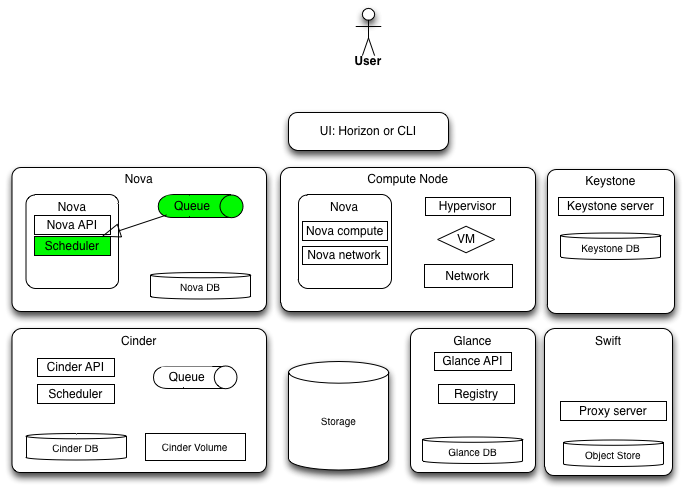 User
UI: Horizon or CLI
Nova
Nova
Nova API
Scheduler
Queue
Nova DB
Compute Node
Nova
Nova compute
Nova network
Hypervisor
VM
Network
Keystone
Keystone server
Keystone DB
Cinder
Cinder API
Scheduler
Queue
Cinder DB
Cinder Volume
Storage
Glance
Glance API
Registry
Glance DB
Swift
Proxy server
Object Store